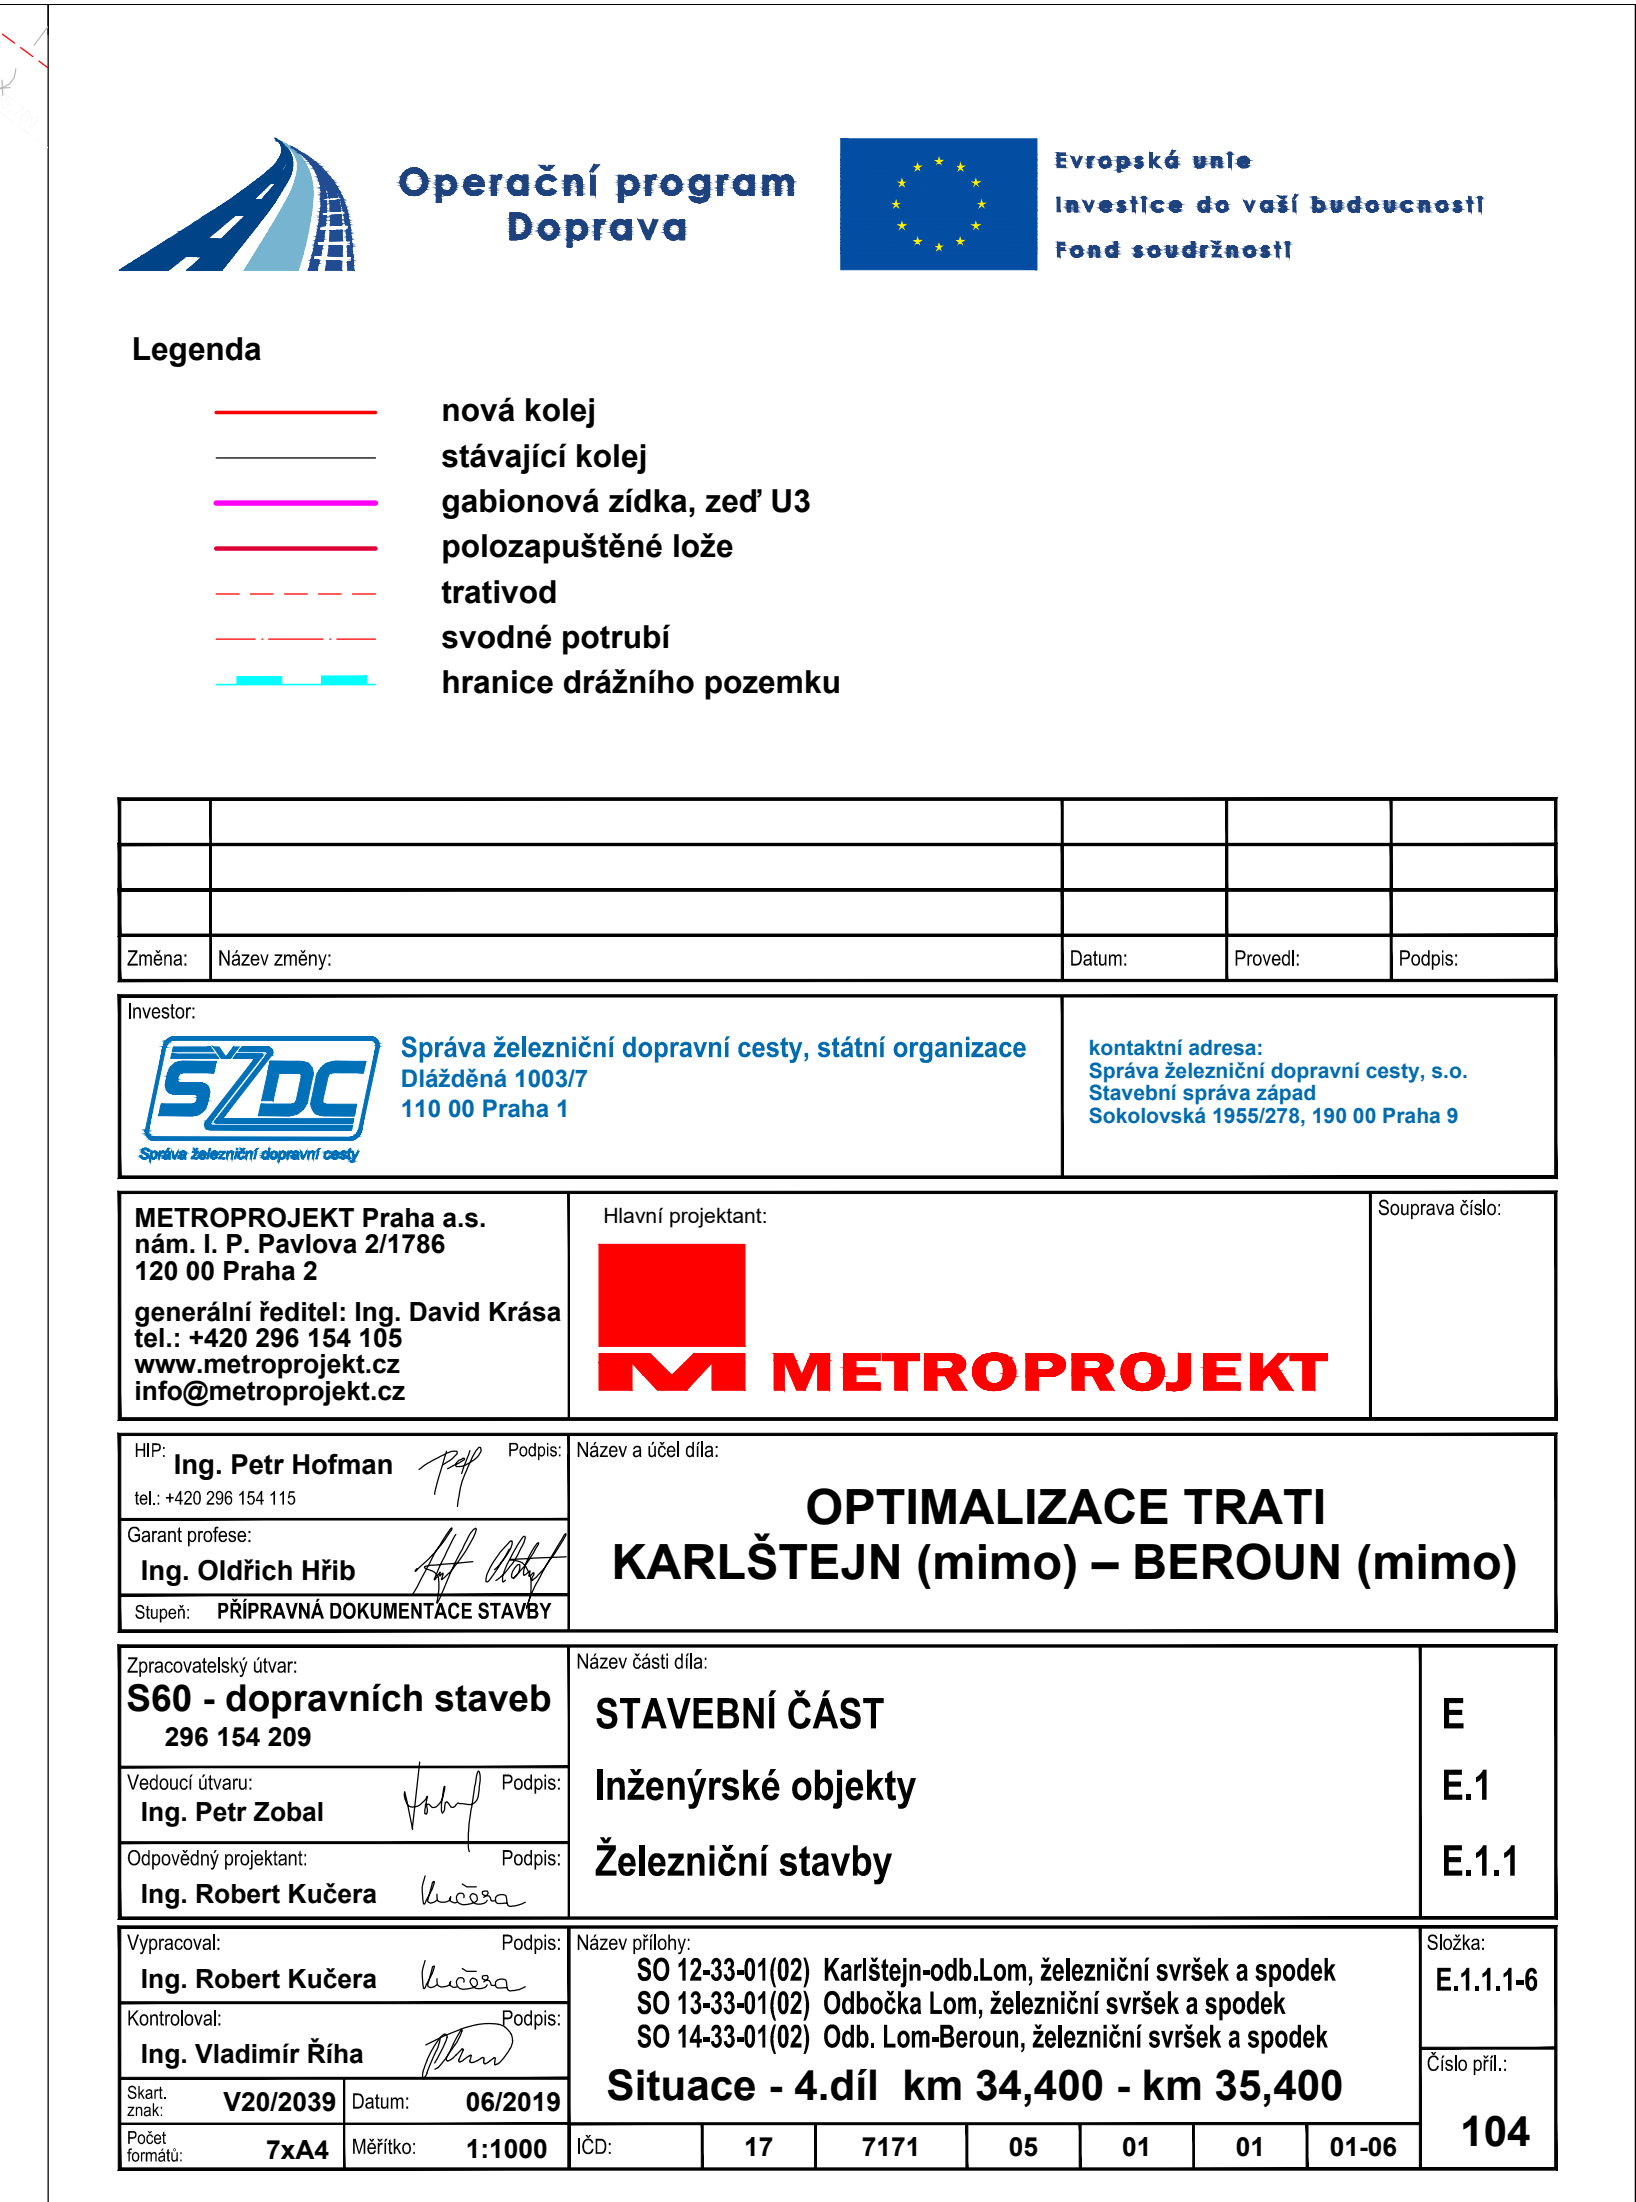 Operační program
Doprava
Evropská unie
Investice do vaší budoucnosti
Fond soudržnosti
Legenda
nová kolej
stávající kolej
gabionová zídka, zeď U3
polozapuštěné lože
trativod
svodné potrubí
hranice drážního pozemku
Změna: Název změny: Datum: Provedl: Podpis:
Investor:
SŽDC
Správa železniční dopravní cesty
Správa železniční dopravní cesty, státní organizace
Dlážděná 1003/7
110 00 Praha 1
kontaktní adresa:
Správa železniční dopravní cesty, s.o.
Stavební správa západ
Sokolovská 1955/278, 190 00 Praha 9
METROPROJEKT Praha a.s.
nám. I. P. Pavlova 2/1786
120 00 Praha 2
generální ředitel: Ing. David Krása
tel.: +420 296 154 105
www.metroprojekt.cz
info@metroprojekt.cz
Hlavní projektant:
METROPROJEKT
Souprava číslo:
HIP: Ing. Petr Hofman Podpis:
tel.: +420 296 154 115
Garant profese:
Ing. Oldřich Hřib
Stupeň: PŘÍPRAVNÁ DOKUMENTACE STAVBY
Název a účel díla:
OPTIMALIZACE TRATI
KARLŠTEJN (mimo) – BEROUN (mimo)
Zpracovatelský útvar:
S60 - dopravních staveb
296 154 209
Vedoucí útvaru: Podpis:
Ing. Petr Zobal
Odpovědný projektant: Podpis:
Ing. Robert Kučera Kučera
Název části díla:
STAVEBNÍ ČÁST E
Inženýrské objekty E.1
Železniční stavby E.1.1
Vypracoval: Podpis:
Ing. Robert Kučera Kučera
Kontroloval: Podpis:
Ing. Vladimír Říha
Skart. znak: V20/2039 Datum: 06/2019
Počet formátů: 7xA4 Měřítko: 1:1000
Název přílohy:
SO 12-33-01(02) Karlštejn-odb.Lom, železniční svršek a spodek
SO 13-33-01(02) Odbočka Lom, železniční svršek a spodek
SO 14-33-01(02) Odb. Lom-Beroun, železniční svršek a spodek
Situace - 4.díl km 34,400 - km 35,400
IČD: 17 7171 05 01 01 01-06
Složka:
E.1.1.1-6
Číslo příl.:
104